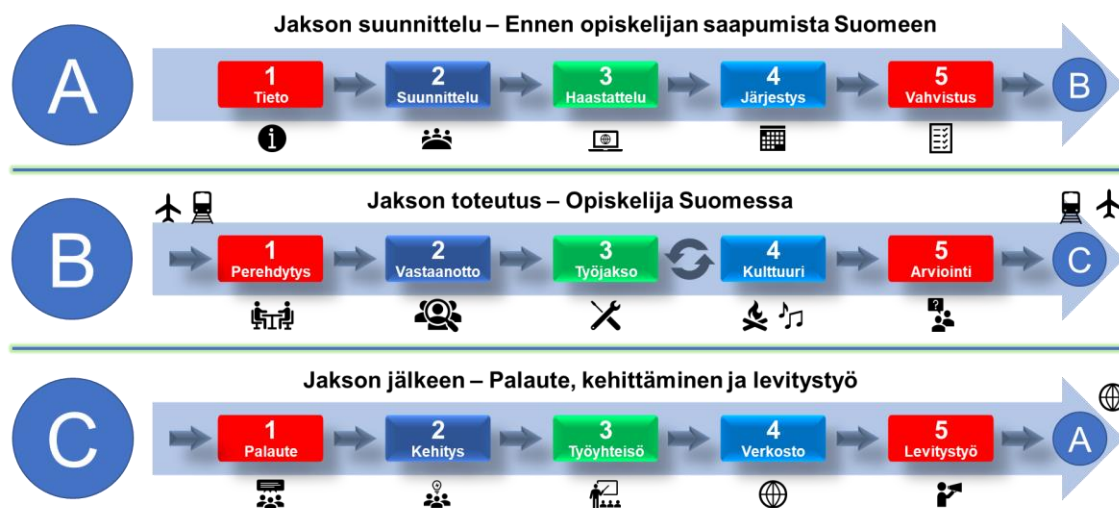 A
Jakson suunnittelu – Ennen opiskelijan saapumista Suomeen
1
Tieto
2
Suunnittelu
3
Haastattelu
4
Järjestys
5
Vahvistus
B
B
Jakson toteutus – Opiskelija Suomessa
1
Perehdytys
2
Vastaanotto
3
Työjakso
4
Kulttuuri
5
Arviointi
C
C
Jakson jälkeen – Palaute, kehittäminen ja levitystyö
1
Palaute
2
Kehitys
3
Työyhteisö
4
Verkosto
5
Levitystyö
A